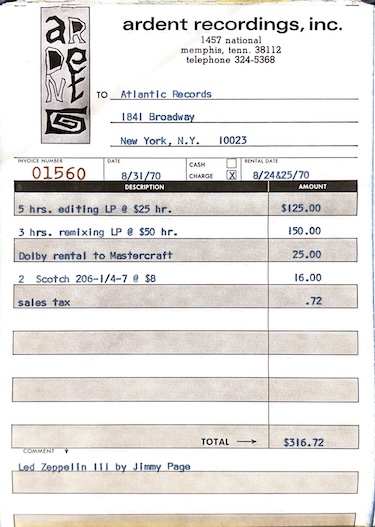 ARDENT
ardent recordings, inc.
1457 national
memphis, tenn. 38112
telephone 324-5368
TO Atlantic Records
1841 Broadway
New York, N.Y. 10023
INVOICE NUMBER 01560
DATE 8/31/70
CASH
CHARGE X
RENTAL DATE 8/24&25/70
DESCRIPTION AMOUNT
5 hrs. editing LP @ $25 hr. $125.00
3 hrs. remixing LP @ $50 hr. 150.00
Dolby rental to Mastercraft 25.00
2 Scotch 206-1/4-7 @ $8 16.00
sales tax .72
TOTAL → $316.72
COMMENT
Led Zeppelin III by Jimmy Page